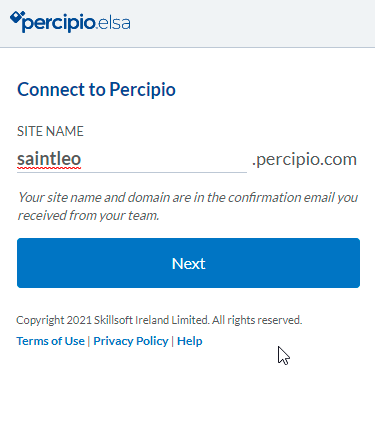 percipio.elsa
Connect to Percipio
SITE NAME
saintleo .percipio.com
Your site name and domain are in the confirmation email you
received from your team.
Next
Copyright 2021 Skillsoft Ireland Limited. All rights reserved.
Terms of Use | Privacy Policy | Help